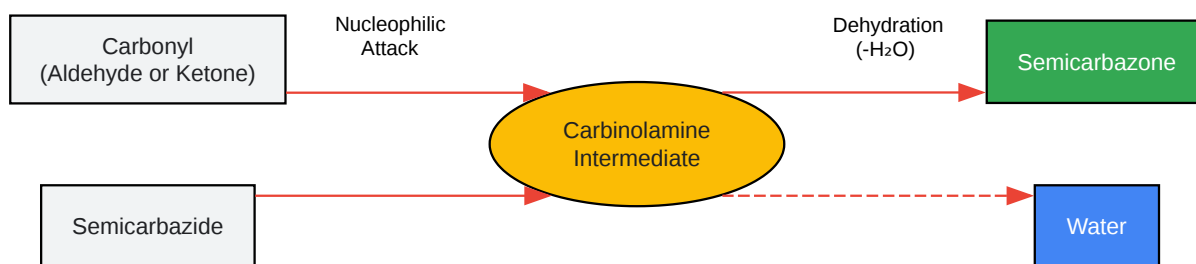 Carbonyl
(Aldehyde or Ketone)
Nucleophilic
Attack
Carbinolamine
Intermediate
Dehydration
(-H₂O)
Semicarbazone
Semicarbazide
Water